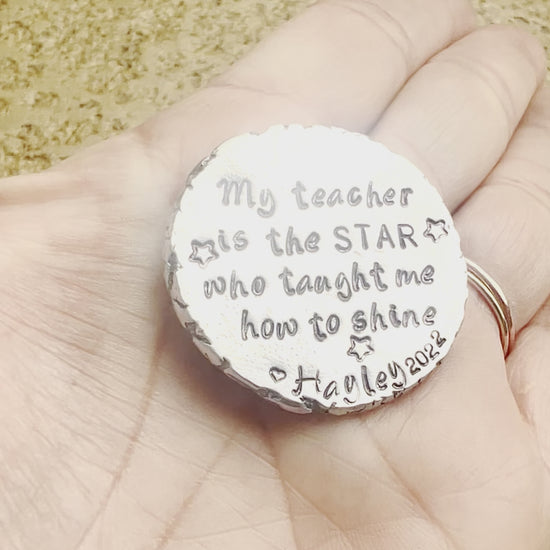 My teacher
is the STAR
who taught me
how to shine
Hayley 2022